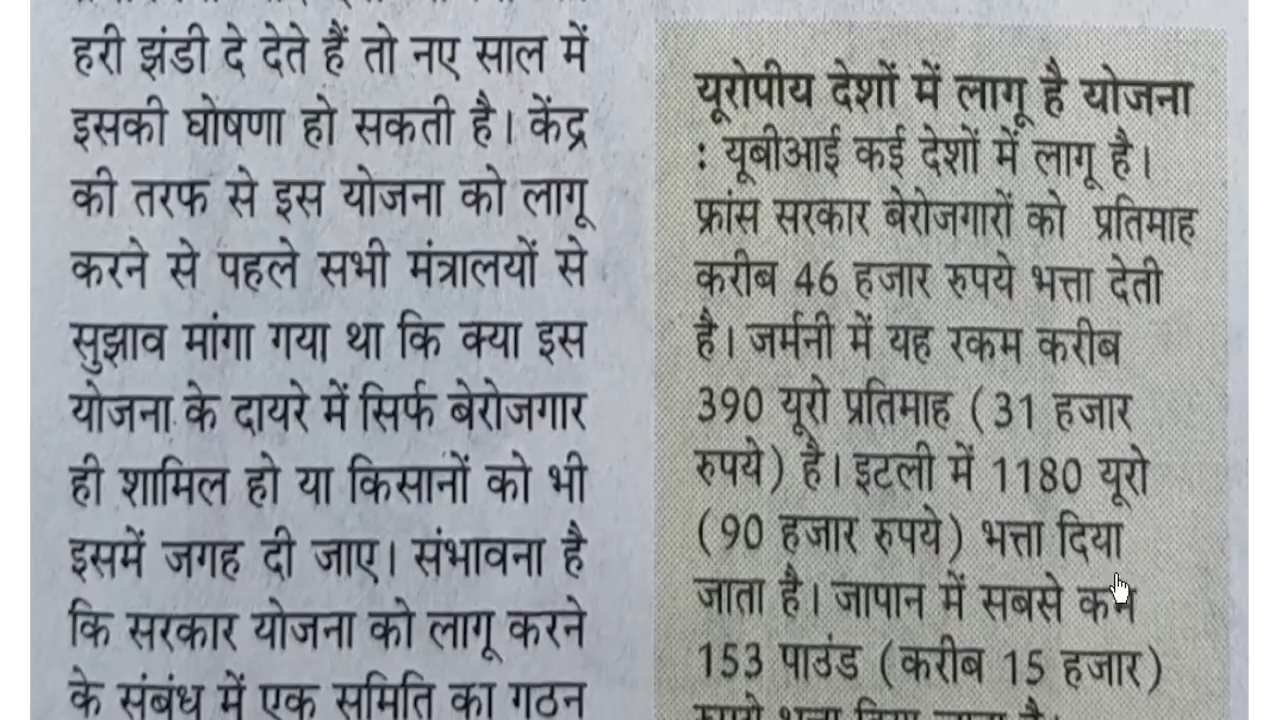 हरी झंडी दे देते हैं तो नए साल में
इसकी घोषणा हो सकती है। केंद्र
की तरफ से इस योजना को लागू
करने से पहले सभी मंत्रालयों से
सुझाव मांगा गया था कि क्या इस
योजना के दायरे में सिर्फ बेरोजगार
ही शामिल हो या किसानों को भी
इसमें जगह दी जाए। संभावना है
कि सरकार योजना को लागू करने
के संबंध में एक समिति का गठन
यूरोपीय देशों में लागू है योजना
: यूबीआई कई देशों में लागू है।
फ्रांस सरकार बेरोजगारों को प्रतिमाह
करीब 46 हजार रुपये भत्ता देती
है। जर्मनी में यह रकम करीब
390 यूरो प्रतिमाह (31 हजार
रुपये) है। इटली में 1180 यूरो
(90 हजार रुपये) भत्ता दिया
जाता है। जापान में सबसे कम
153 पाउंड (करीब 15 हजार)